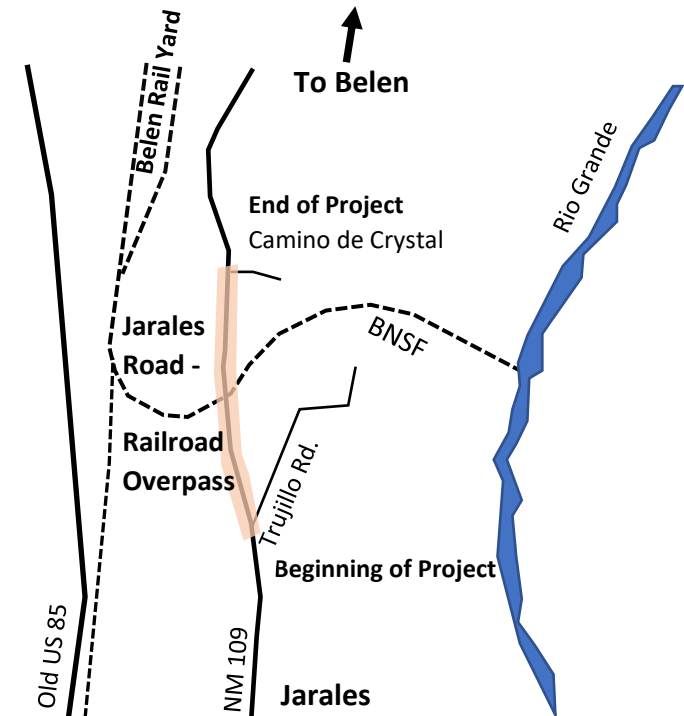 Belen Rail Yard
To Belen
Rio Grande
End of Project
Camino de Crystal
Jarales
Road -
BNSF
Railroad
Overpass
Trujillo Rd.
Beginning of Project
Old US 85
NM 109
Jarales